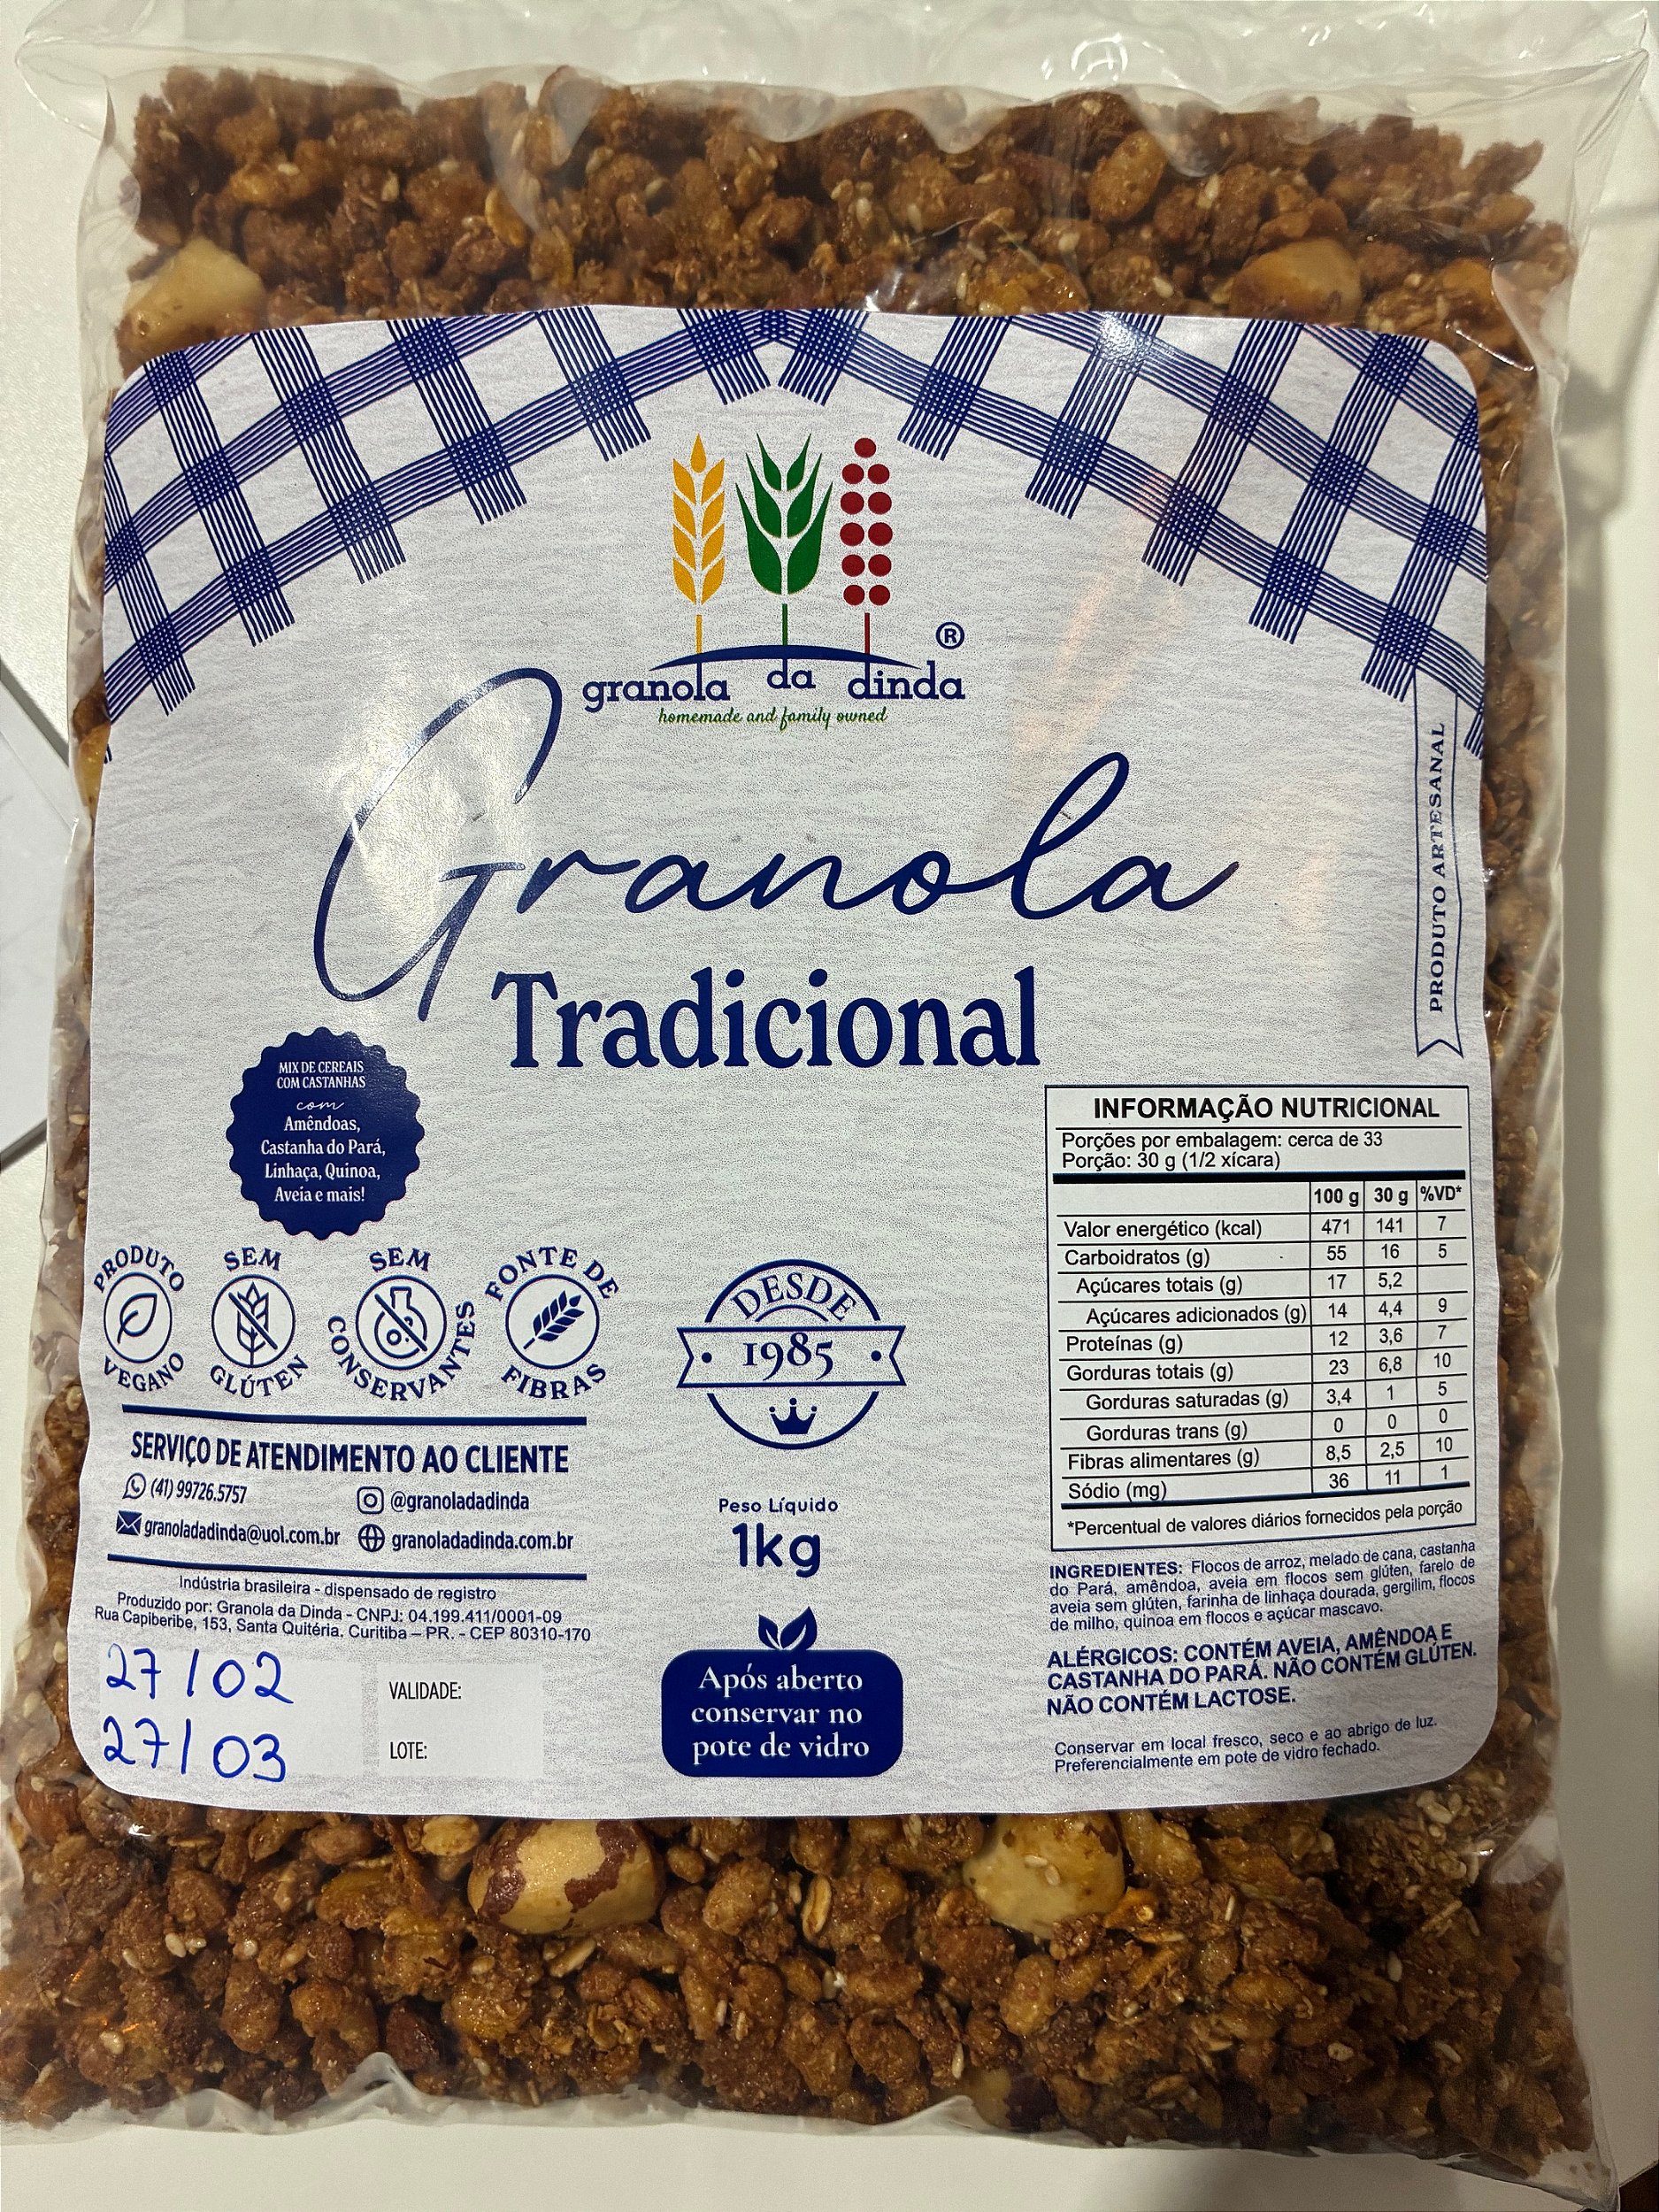 granola da dinda ®
homemade and family owned
Granola
Tradicional
PRODUTO ARTESANAL
MIX DE CEREAIS
COM CASTANHAS
com
Amêndoas,
Castanha do Pará,
Linhaça, Quinoa,
Aveia e mais!
PRODUTO VEGANO
SEM GLÚTEN
SEM CONSERVANTES
FONTE DE FIBRAS
SERVIÇO DE ATENDIMENTO AO CLIENTE
(41) 99726.5757
@granoladadinda
granoladadinda@uol.com.br
granoladadinda.com.br
Indústria brasileira - dispensado de registro
Produzido por: Granola da Dinda - CNPJ: 04.199.411/0001-09
Rua Capiberibe, 153, Santa Quitéria. Curitiba – PR. - CEP 80310-170
27/02
VALIDADE:
27/03
LOTE:
DESDE
1985
Peso Líquido
1kg
Após aberto
conservar no
pote de vidro
INFORMAÇÃO NUTRICIONAL
Porções por embalagem: cerca de 33
Porção: 30 g (1/2 xícara)
100 g 30 g %VD*
Valor energético (kcal) 471 141 7
Carboidratos (g) 55 16 5
Açúcares totais (g) 17 5,2
Açúcares adicionados (g) 14 4,4 9
Proteínas (g) 12 3,6 7
Gorduras totais (g) 23 6,8 10
Gorduras saturadas (g) 3,4 1 5
Gorduras trans (g) 0 0 0
Fibras alimentares (g) 8,5 2,5 10
Sódio (mg) 36 11 1
*Percentual de valores diários fornecidos pela porção
INGREDIENTES: Flocos de arroz, melado de cana, castanha
do Pará, amêndoa, aveia em flocos sem glúten, farelo de
aveia sem glúten, farinha de linhaça dourada, gergilim, flocos
de milho, quinoa em flocos e açúcar mascavo.
ALÉRGICOS: CONTÉM AVEIA, AMÊNDOA E
CASTANHA DO PARÁ. NÃO CONTÉM GLÚTEN.
NÃO CONTÉM LACTOSE.
Conservar em local fresco, seco e ao abrigo de luz.
Preferencialmente em pote de vidro fechado.